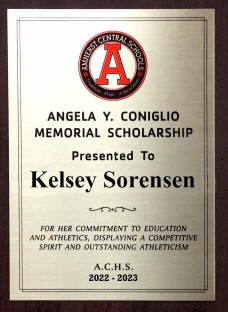 AMHERST CENTRAL SCHOOLS
A
ANGELA Y. CONIGLIO
MEMORIAL SCHOLARSHIP
Presented To
Kelsey Sorensen
FOR HER COMMITMENT TO EDUCATION
AND ATHLETICS, DISPLAYING A COMPETITIVE
SPIRIT AND OUTSTANDING ATHLETICISM
A.C.H.S.
2022 - 2023